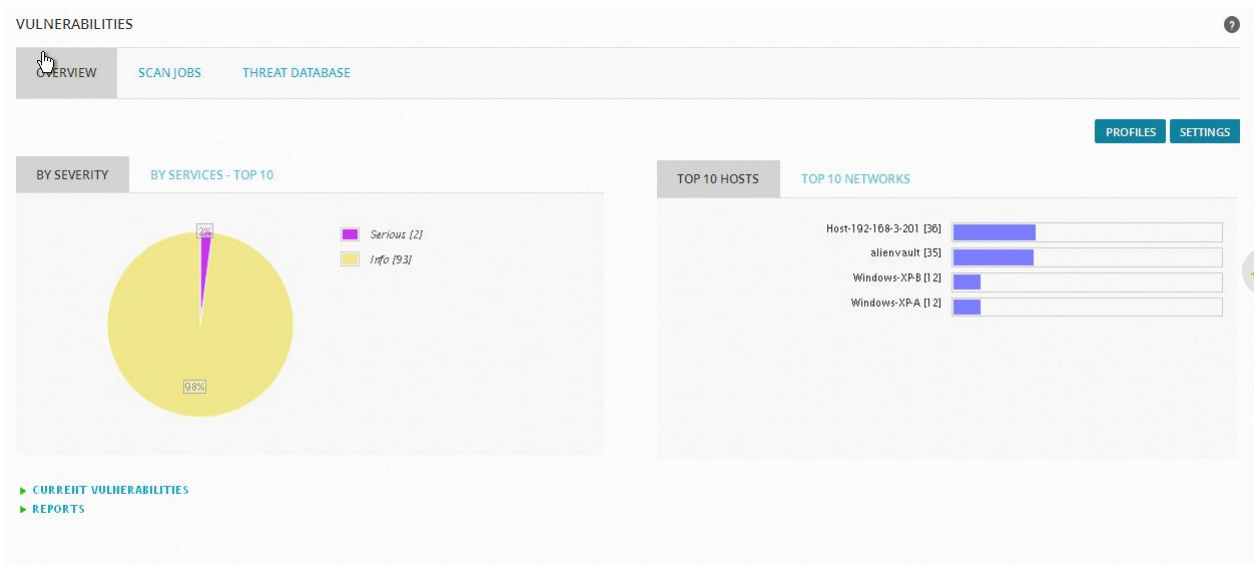 VULNERABILITIES
?
OVERVIEW SCAN JOBS THREAT DATABASE
PROFILES SETTINGS
BY SEVERITY BY SERVICES - TOP 10
2%
Serious [2]
Info [93]
98%
TOP 10 HOSTS TOP 10 NETWORKS
Host-192-168-3-201 [36]
alienvault [35]
Windows-XP-B [12]
Windows-XP-A [12]
CURRENT VULNERABILITIES
REPORTS